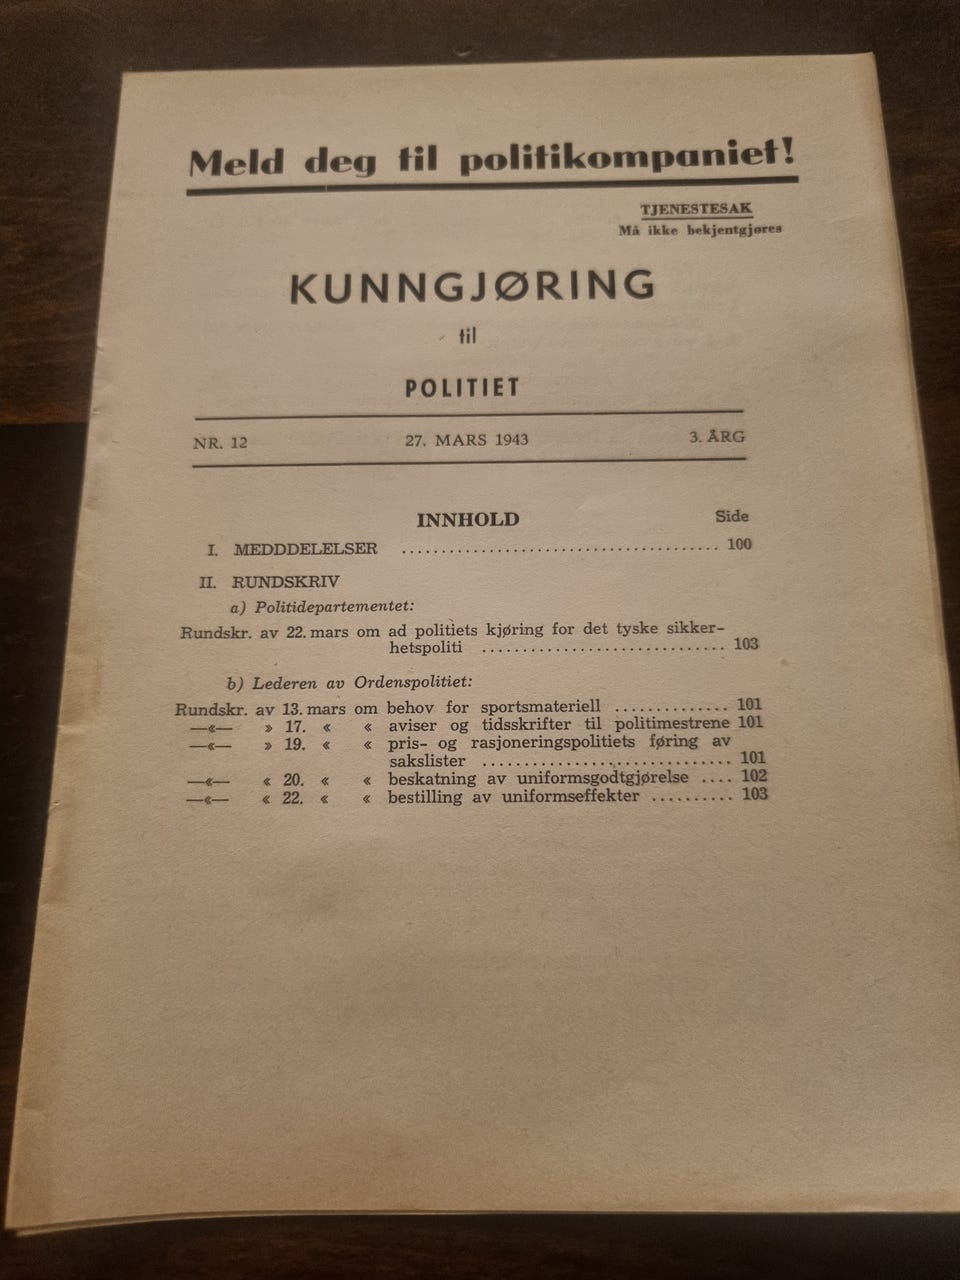 Meld deg til politikompaniet!
TJENESTESAK
Må ikke bekjentgjøres
KUNNGJØRING
til
POLITIET
NR. 12 27. MARS 1943 3. ÅRG
INNHOLD Side
I. MEDDDELELSER ........................................ 100
II. RUNDSKRIV
a) Politidepartementet:
Rundskr. av 22. mars om ad politiets kjøring for det tyske sikker-
hetspoliti .............................. 103
b) Lederen av Ordenspolitiet:
Rundskr. av 13. mars om behov for sportsmateriell .............. 101
—«— » 17. « « aviser og tidsskrifter til politimestrene 101
—«— » 19. « « pris- og rasjoneringspolitiets føring av
sakslister ............................... 101
—«— « 20. « « beskatning av uniformsgodtgjørelse .... 102
—«— « 22. « « bestilling av uniformseffekter .......... 103